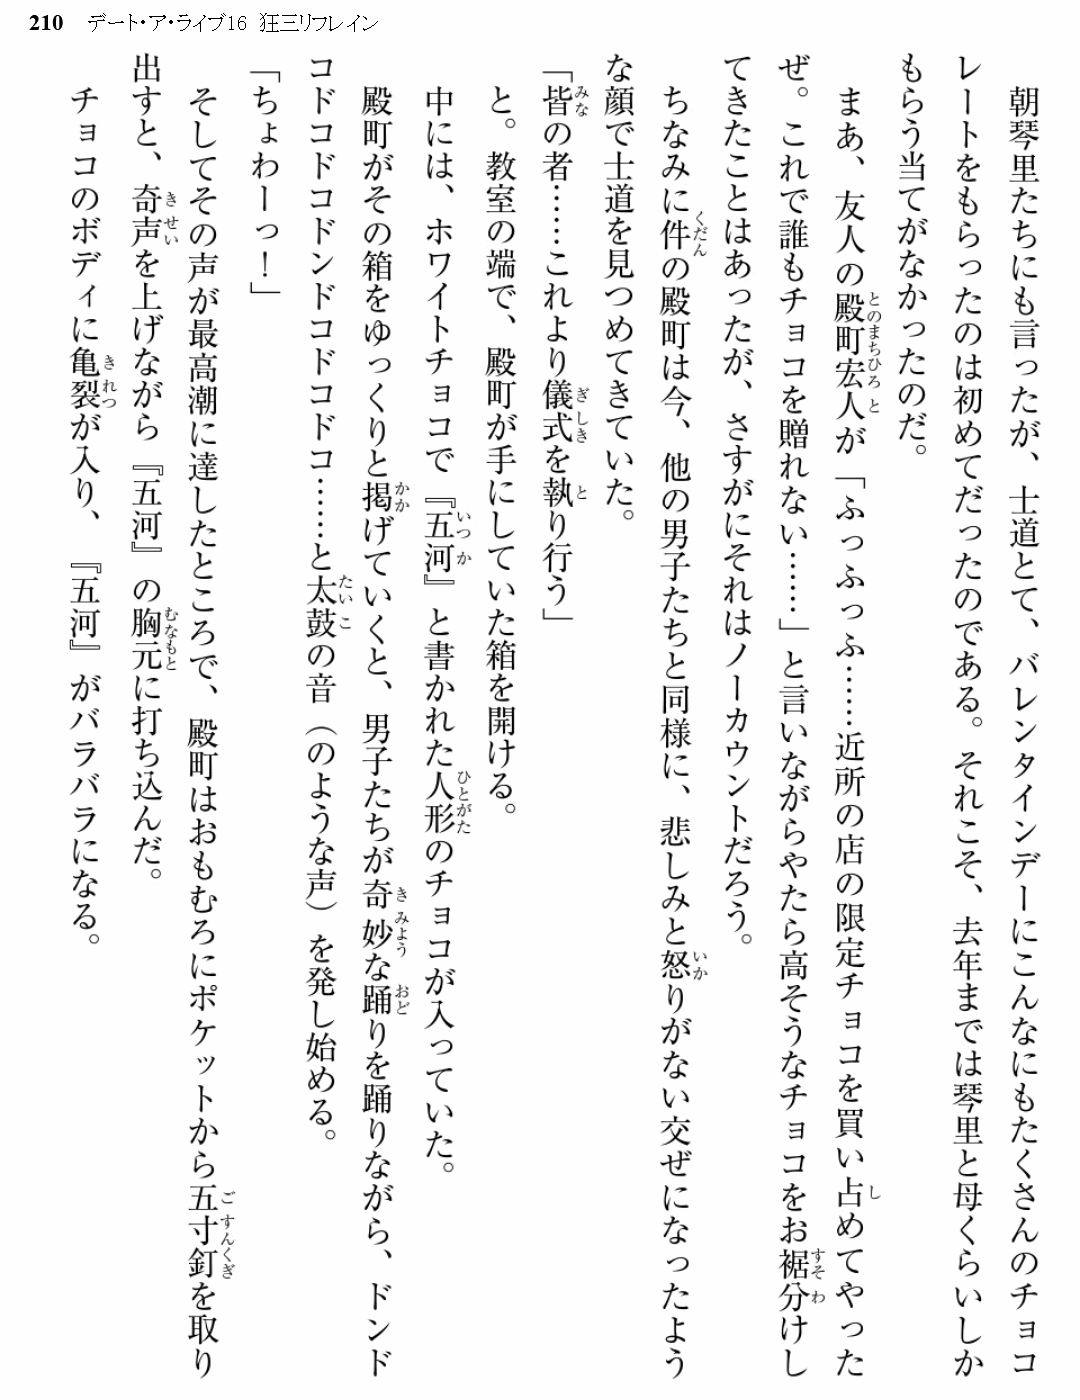 210 デート・ア・ライブ16 狂三リフレイン
朝琴里たちにも言ったが、士道とて、バレンタインデーにこんなにもたくさんのチョコ
レートをもらったのは初めてだったのである。それこそ、去年までは琴里と母くらいしか
もらう当てがなかったのだ。
まあ、友人の殿町宏人が「ふっふっふ……近所の店の限定チョコを買い占めてやった
ぜ。これで誰もチョコを贈れない……」と言いながらやたら高そうなチョコをお裾分けし
てきたことはあったが、さすがにそれはノーカウントだろう。
ちなみに件の殿町は今、他の男子たちと同様に、悲しみと怒りがない交ぜになったよう
な顔で士道を見つめてきていた。
「皆の者……これより儀式を執り行う」
と。教室の端で、殿町が手にしていた箱を開ける。
中には、ホワイトチョコで『五河』と書かれた人形のチョコが入っていた。
殿町がその箱をゆっくりと掲げていくと、男子たちが奇妙な踊りを踊りながら、ドンド
コドコドコドンドコドコドコ……と太鼓の音（のような声）を発し始める。
「ちょわーっ！」
そしてその声が最高潮に達したところで、殿町はおもむろにポケットから五寸釘を取り
出すと、奇声を上げながら『五河』の胸元に打ち込んだ。
チョコのボディに亀裂が入り、『五河』がバラバラになる。